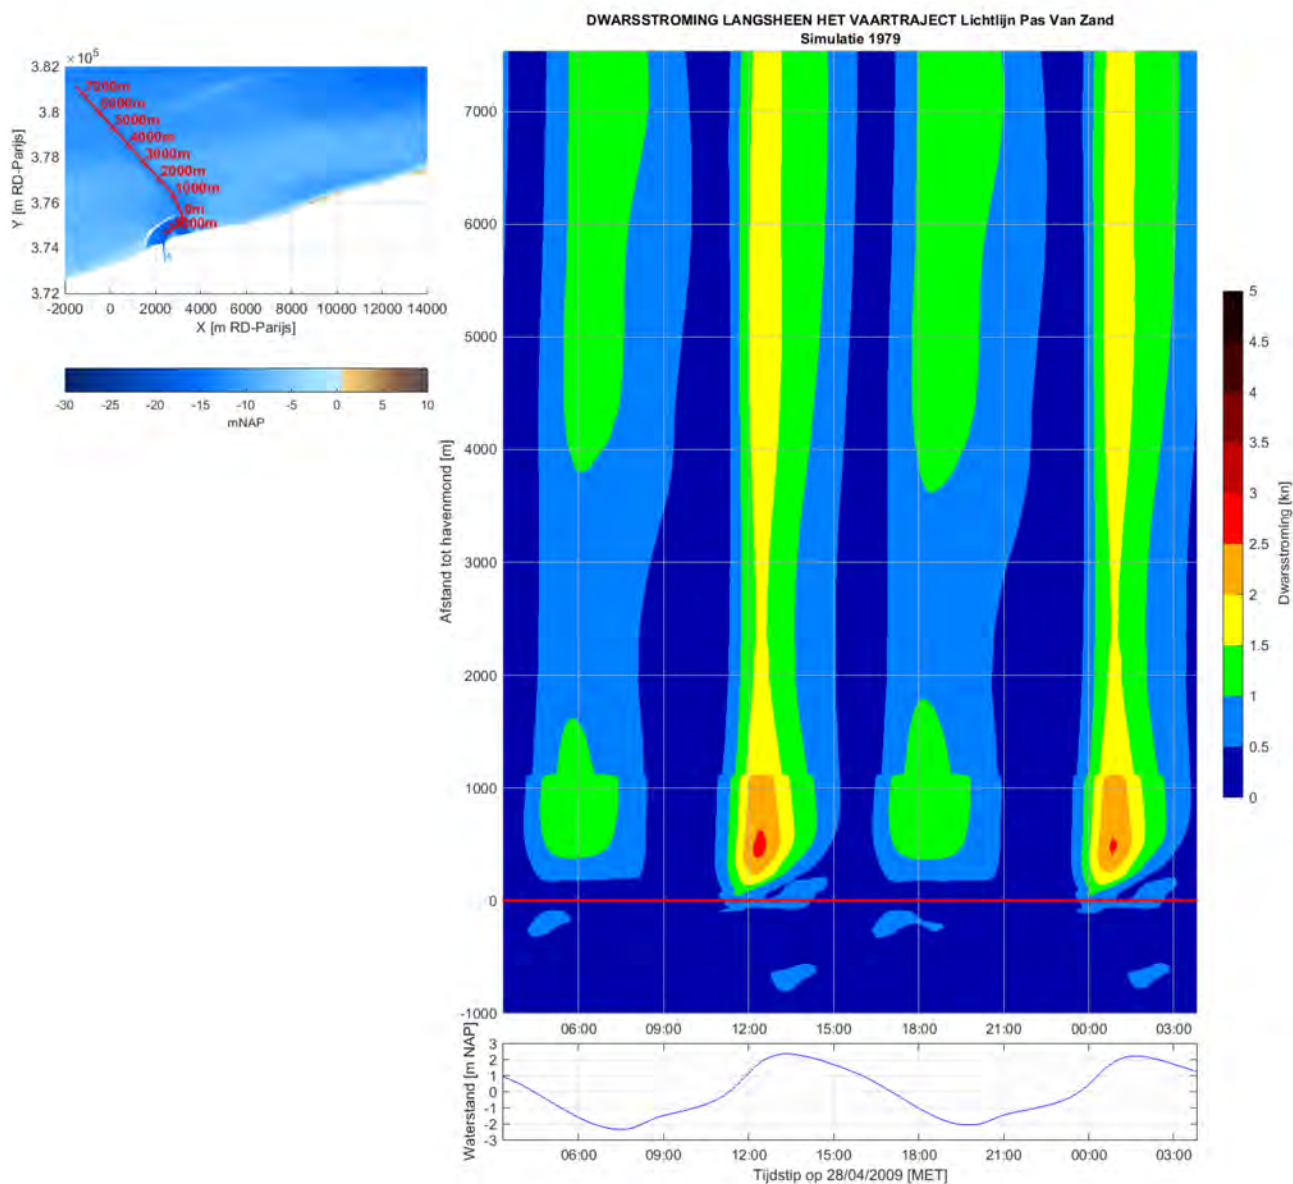 DWARSSTROMING LANGSHEEN HET VAARTRAJECT Lichtlijn Pas Van Zand
Simulatie 1979
× 10⁵
3.82
3.8
3.78
3.76
3.74
3.72
Y [m RD-Parijs]
7000m
6000m
5000m
4000m
3000m
2000m
1000m
0m
-2000 0 2000 4000 6000 8000 10000 12000 14000
X [m RD-Parijs]
-30 -25 -20 -15 -10 -5 0 5 10
mNAP
Afstand tot havenmond [m]
7000
6000
5000
4000
3000
2000
1000
0
-1000
06:00 09:00 12:00 15:00 18:00 21:00 00:00 03:00
5
4.5
4
3.5
3
2.5
2
1.5
1
0.5
0
Dwarsstroming [kn]
Waterstand [m NAP]
3
2
1
0
-1
-2
-3
06:00 09:00 12:00 15:00 18:00 21:00 00:00 03:00
Tijdstip op 28/04/2009 [MET]